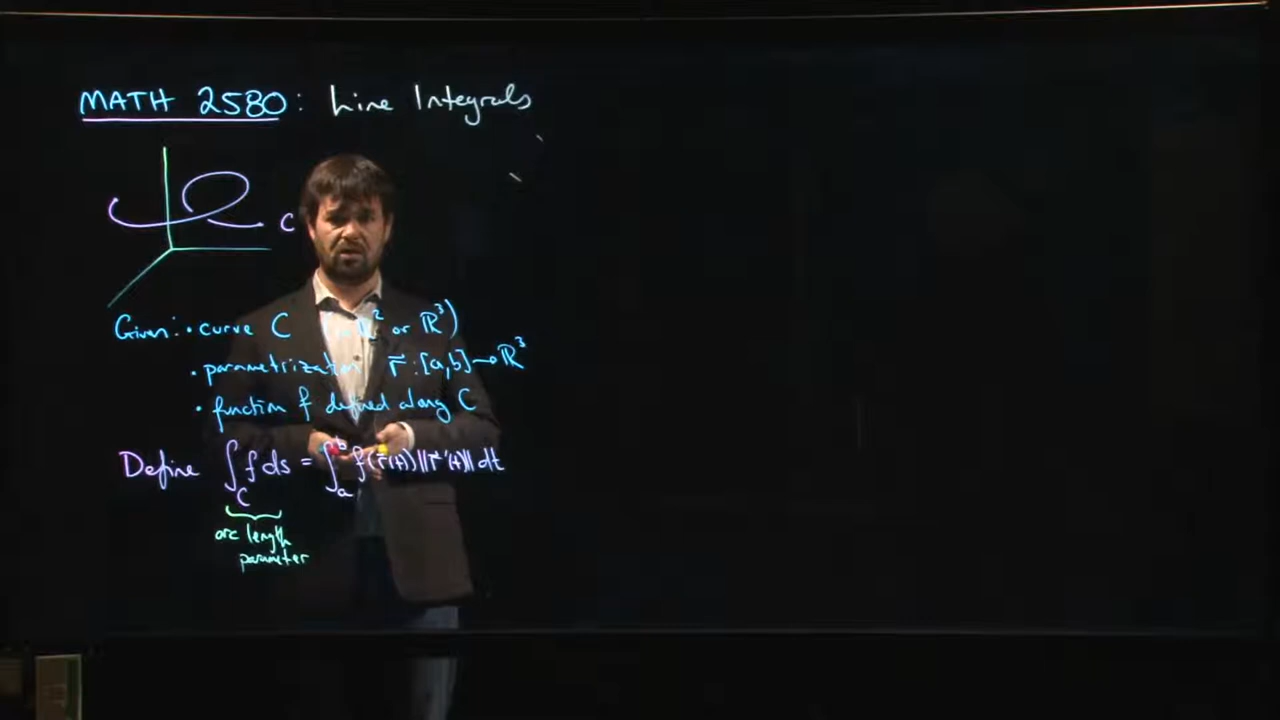 MATH 2580: Line Integrals
C
Given: • curve C ℝ² or ℝ³)
• parametrization r⃗ : [a,b] → ℝ³
• function f defined along C
Define ∫_C f ds = ∫_a^b f(r⃗(t)) ||r⃗'(t)|| dt
arc length
parameter